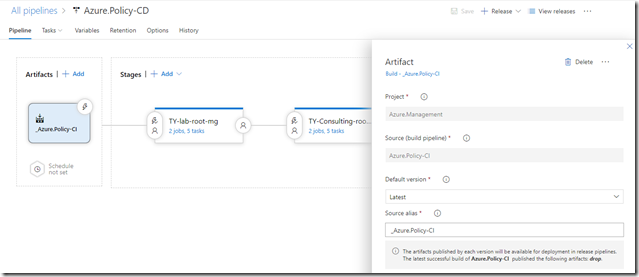 All pipelines > Azure.Policy-CD
Save + Release View releases ...
Pipeline Tasks Variables Retention Options History
Artifacts | + Add
Stages | + Add
_Azure.Policy-CI
Schedule
not set
TY-lab-root-mg
2 jobs, 5 tasks
TY-Consulting-roo...
2 jobs, 5 tasks
Artifact
Delete ...
Build - _Azure.Policy-CI
Project *
Azure.Management
Source (build pipeline) *
Azure.Policy-CI
Default version *
Latest
Source alias *
_Azure.Policy-CI
The artifacts published by each version will be available for deployment in release pipelines.
The latest successful build of Azure.Policy-CI published the following artifacts: drop.